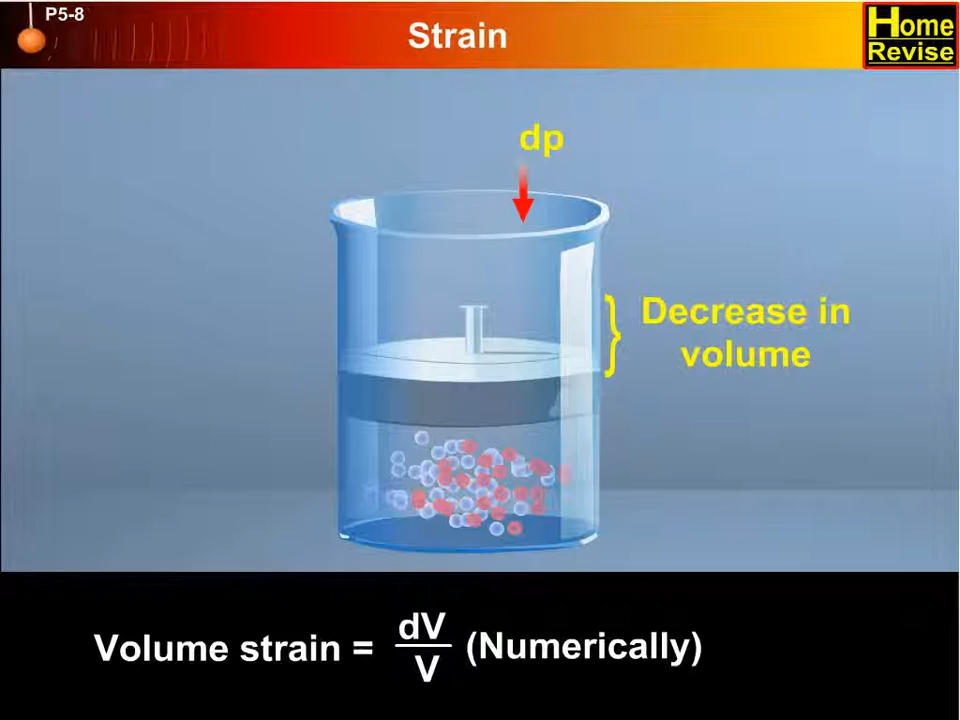 P5-8
Strain
Home
Revise
dp
Decrease in
volume
Volume strain = dV/V (Numerically)